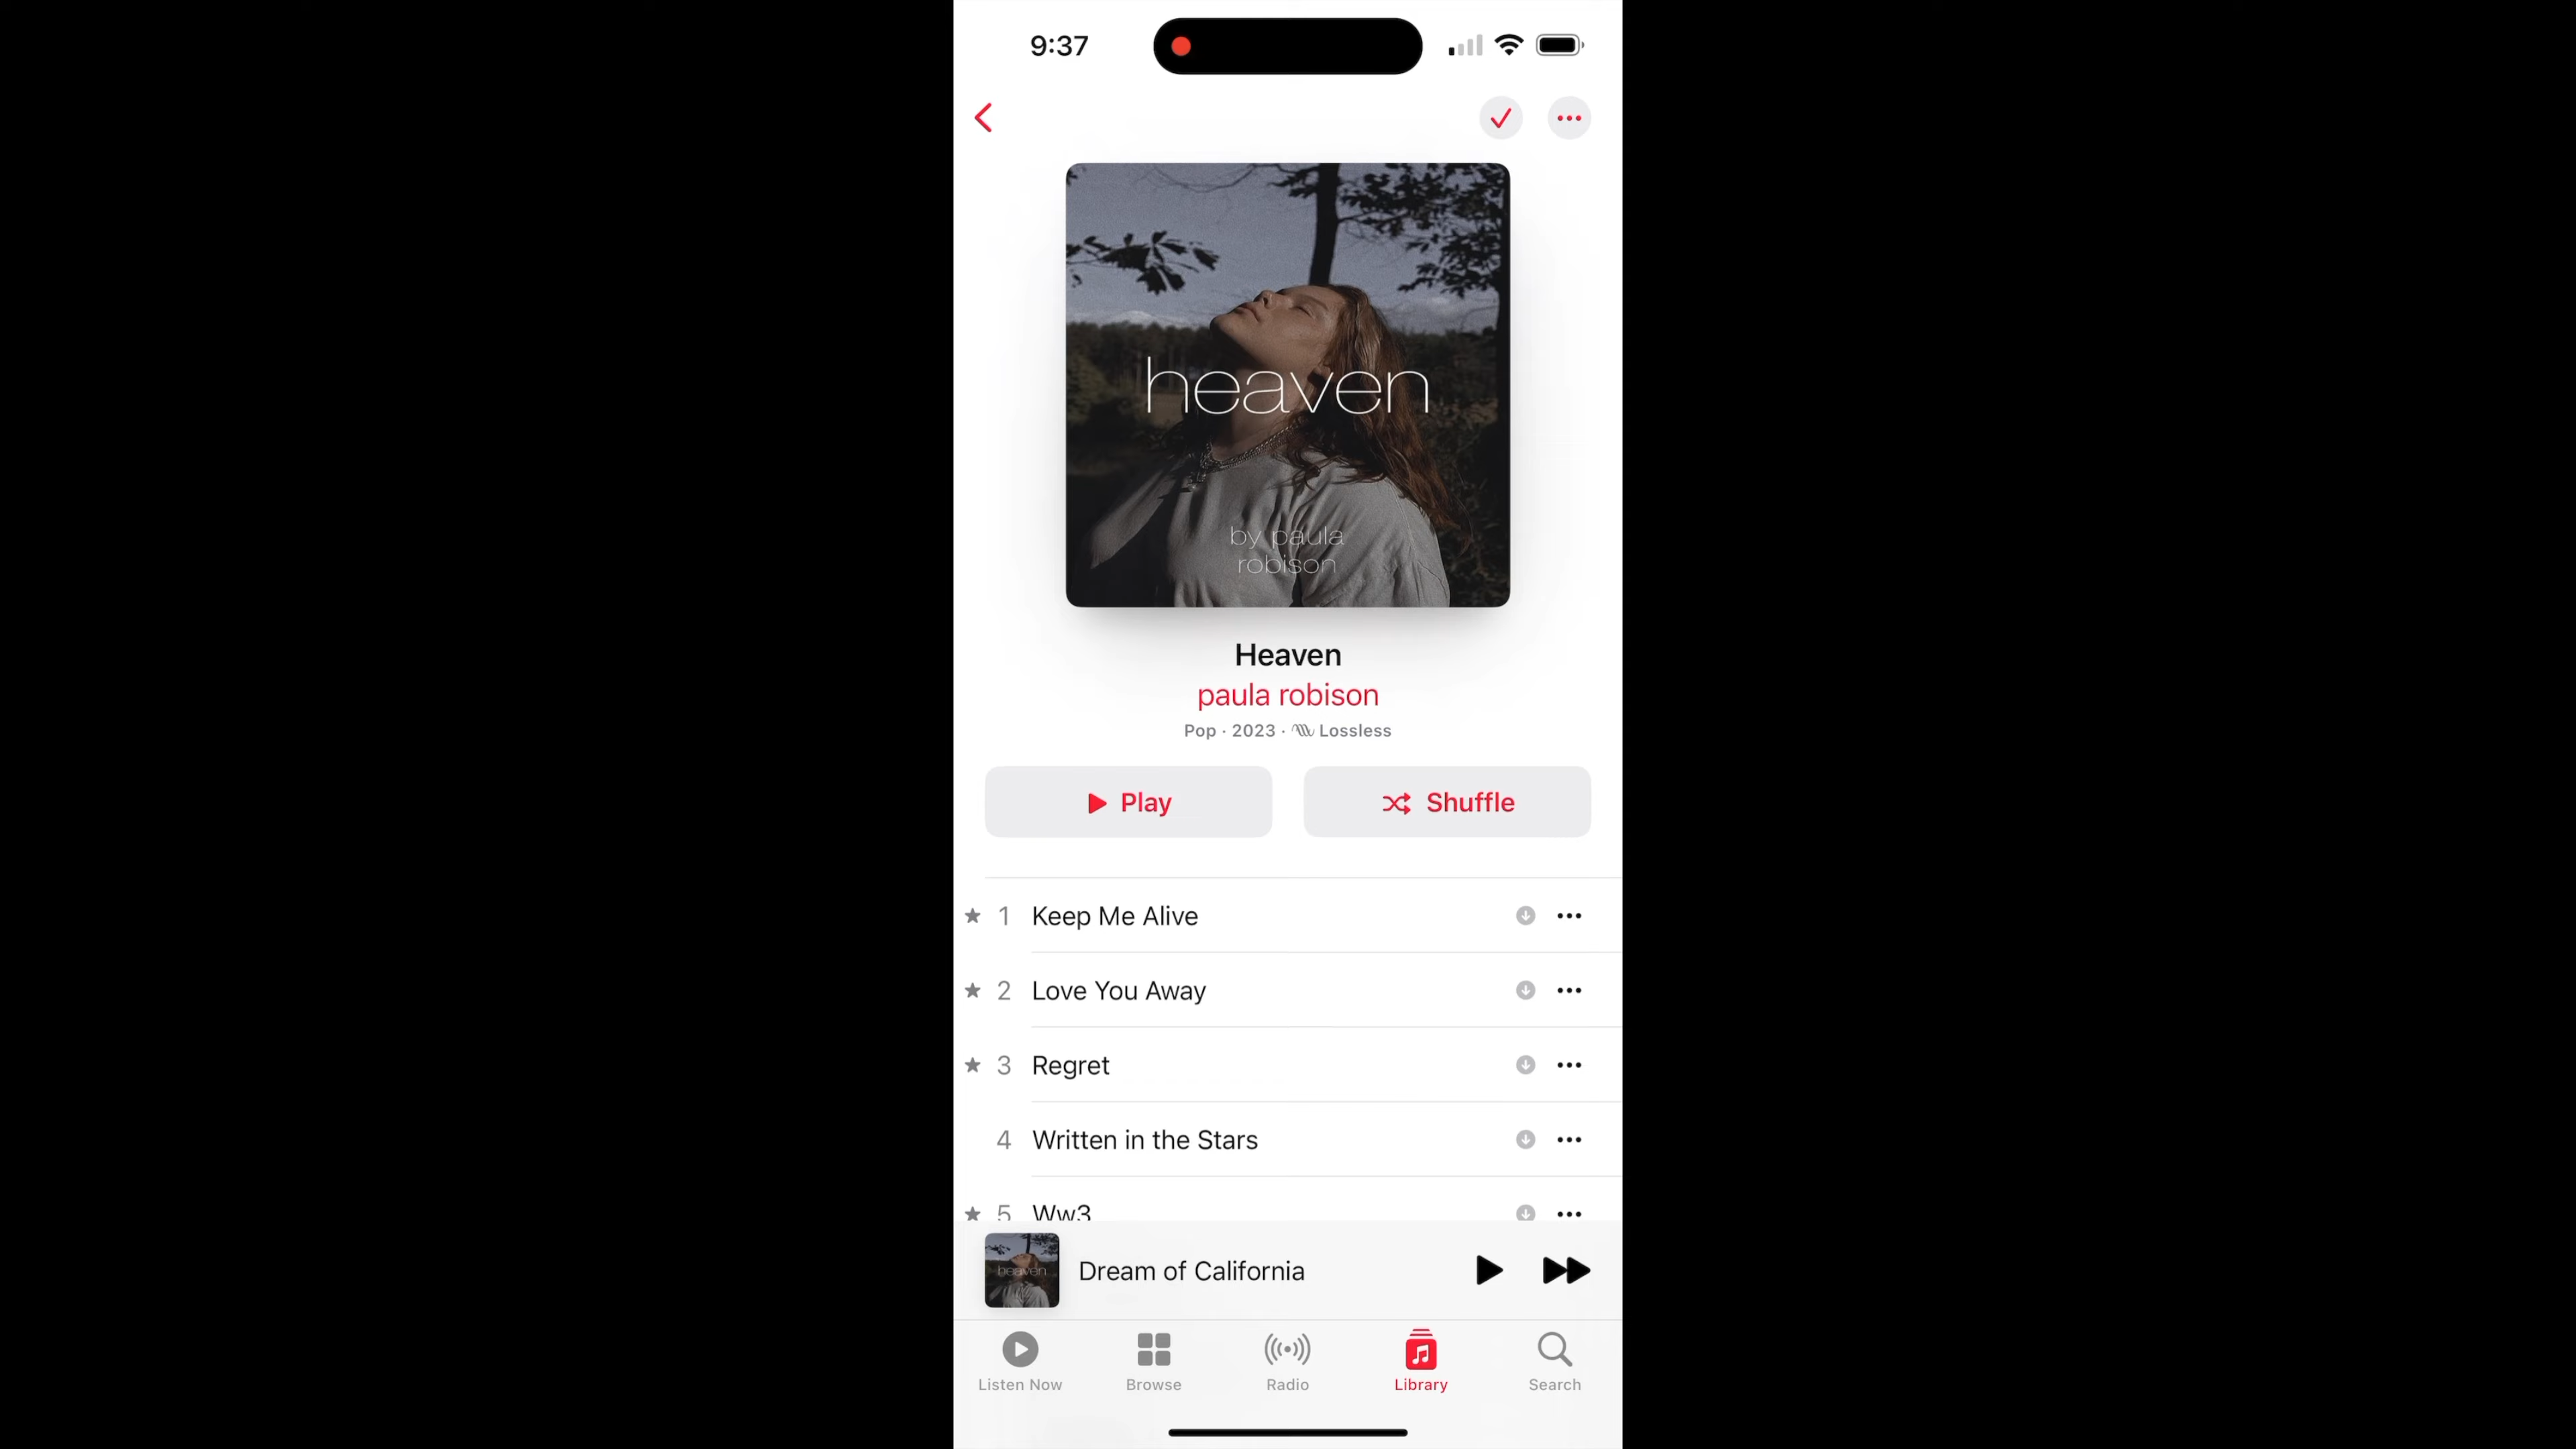 9:37
heaven
by paula
robison
Heaven
paula robison
Pop · 2023 · Lossless
Play
Shuffle
1 Keep Me Alive
2 Love You Away
3 Regret
4 Written in the Stars
5 Ww3
heaven
Dream of California
Listen Now
Browse
Radio
Library
Search